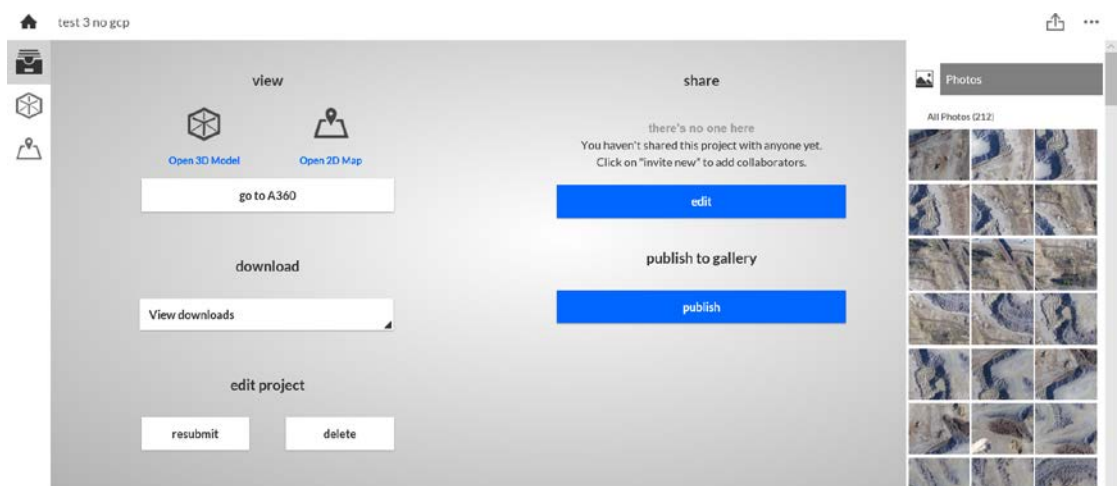 test 3 no gcp
view
Open 3D Model
Open 2D Map
go to A360
download
View downloads
edit project
resubmit
delete
share
there's no one here
You haven't shared this project with anyone yet.
Click on "invite new" to add collaborators.
edit
publish to gallery
publish
Photos
All Photos (212)